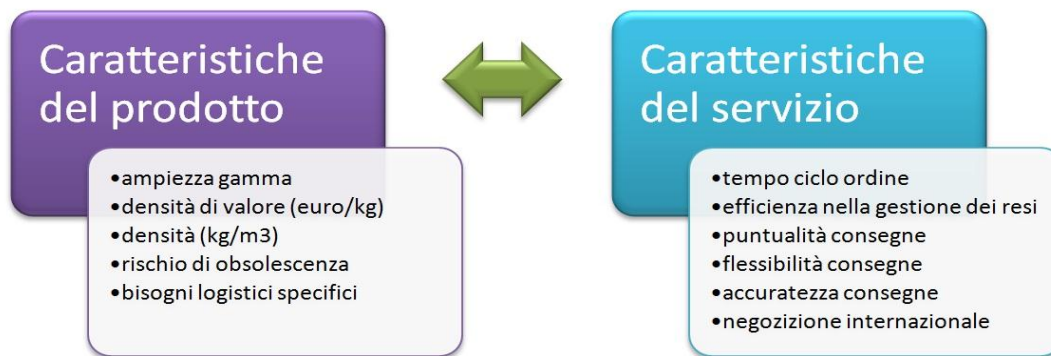 Caratteristiche
del prodotto
•ampiezza gamma
•densità di valore (euro/kg)
•densità (kg/m3)
•rischio di obsolescenza
•bisogni logistici specifici
Caratteristiche
del servizio
•tempo ciclo ordine
•efficienza nella gestione dei resi
•puntualità consegne
•flessibilità consegne
•accuratezza consegne
•negozizione internazionale